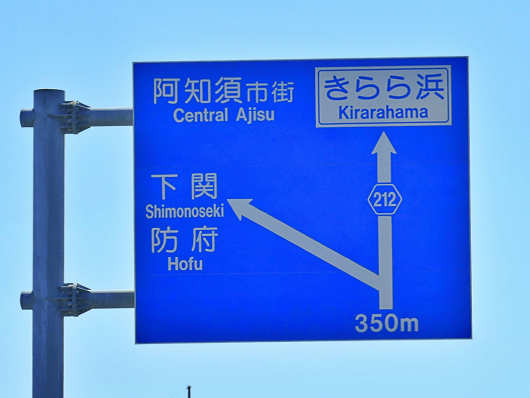 阿知須市街
Central Ajisu
きらら浜
Kirarahama
下関
Shimonoseki
防府
Hofu
212
350m